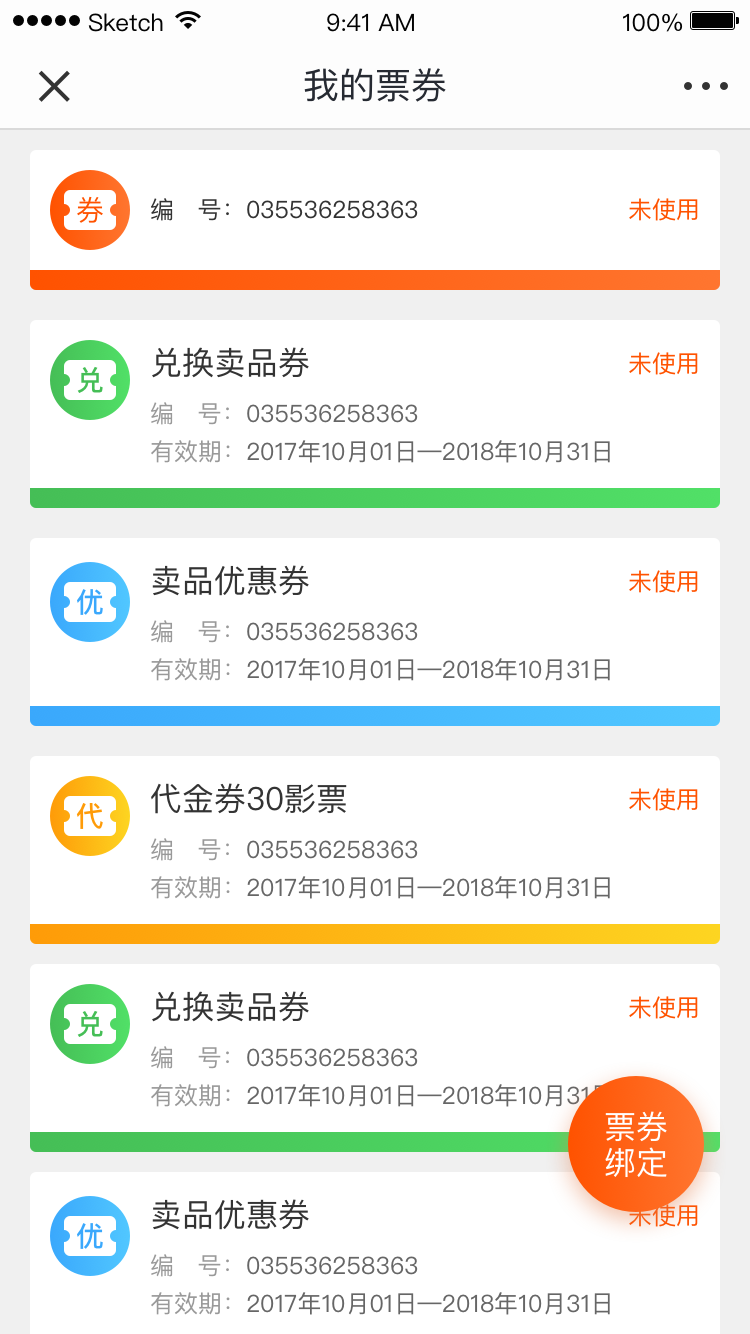 ●●●●● Sketch 9:41 AM 100%
我的票券
券 编 号：035536258363 未使用
兑 兑换卖品券 未使用
编 号：035536258363
有效期：2017年10月01日—2018年10月31日
优 卖品优惠券 未使用
编 号：035536258363
有效期：2017年10月01日—2018年10月31日
代 代金券30影票 未使用
编 号：035536258363
有效期：2017年10月01日—2018年10月31日
兑 兑换卖品券 未使用
编 号：035536258363
有效期：2017年10月01日—2018年10月31
票券
绑定
优 卖品优惠券 未使用
编 号：035536258363
有效期：2017年10月01日—2018年10月31日